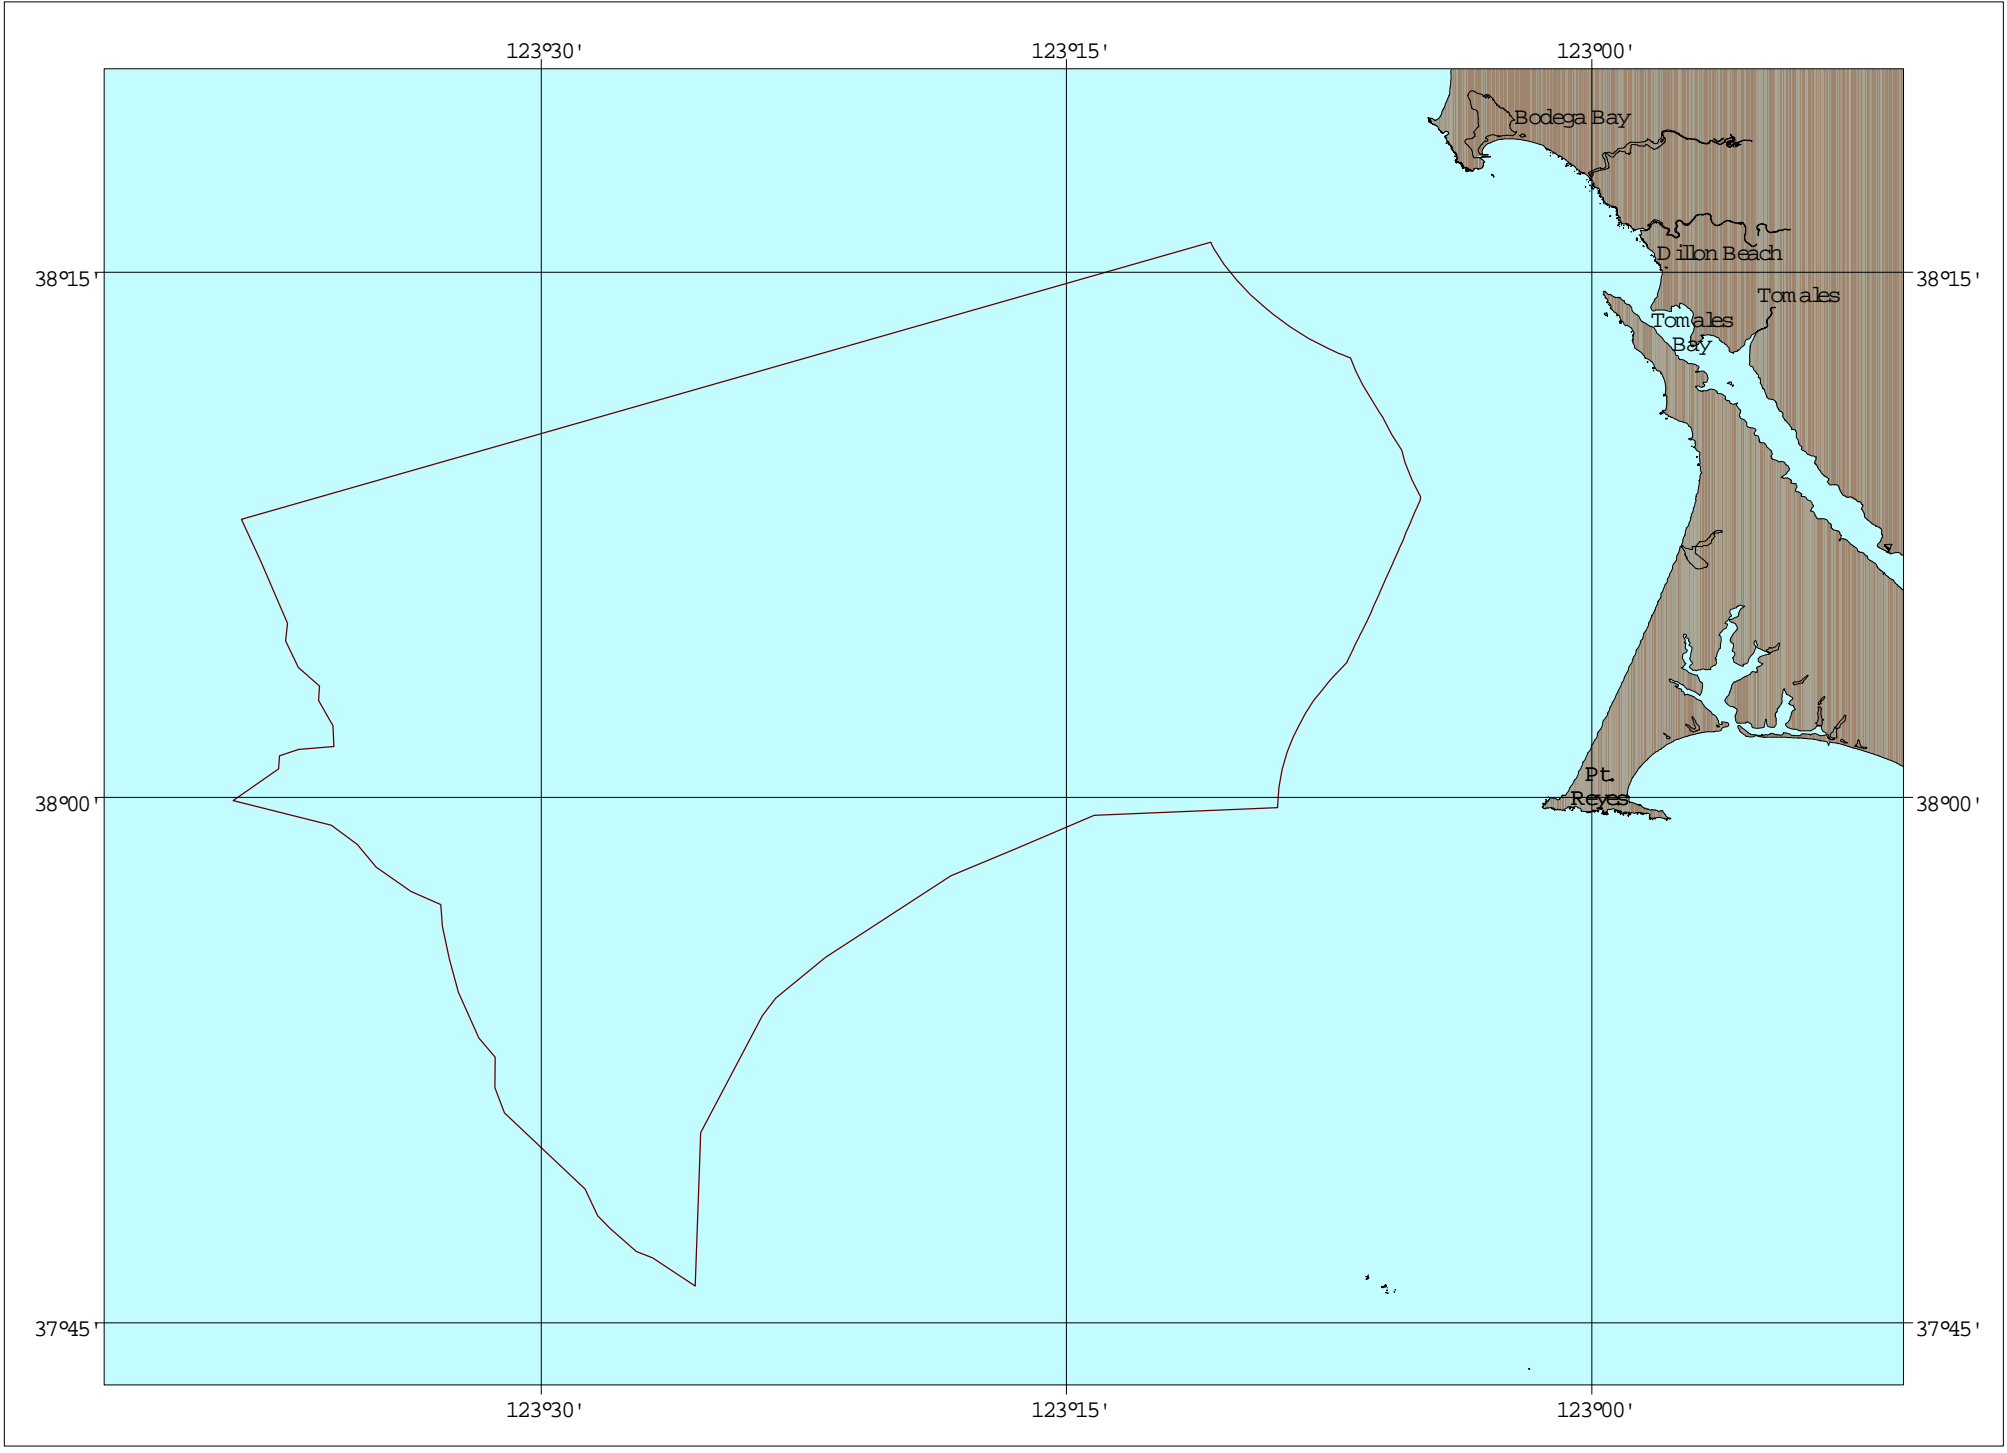 123°30' 123°15' 123°00'
Bodega Bay
Dillon Beach
38°15' 38°15'
Tomales
Tomales
Bay
Pt.
Reyes
38°00' 38°00'
37°45' 37°45'
123°30' 123°15' 123°00'